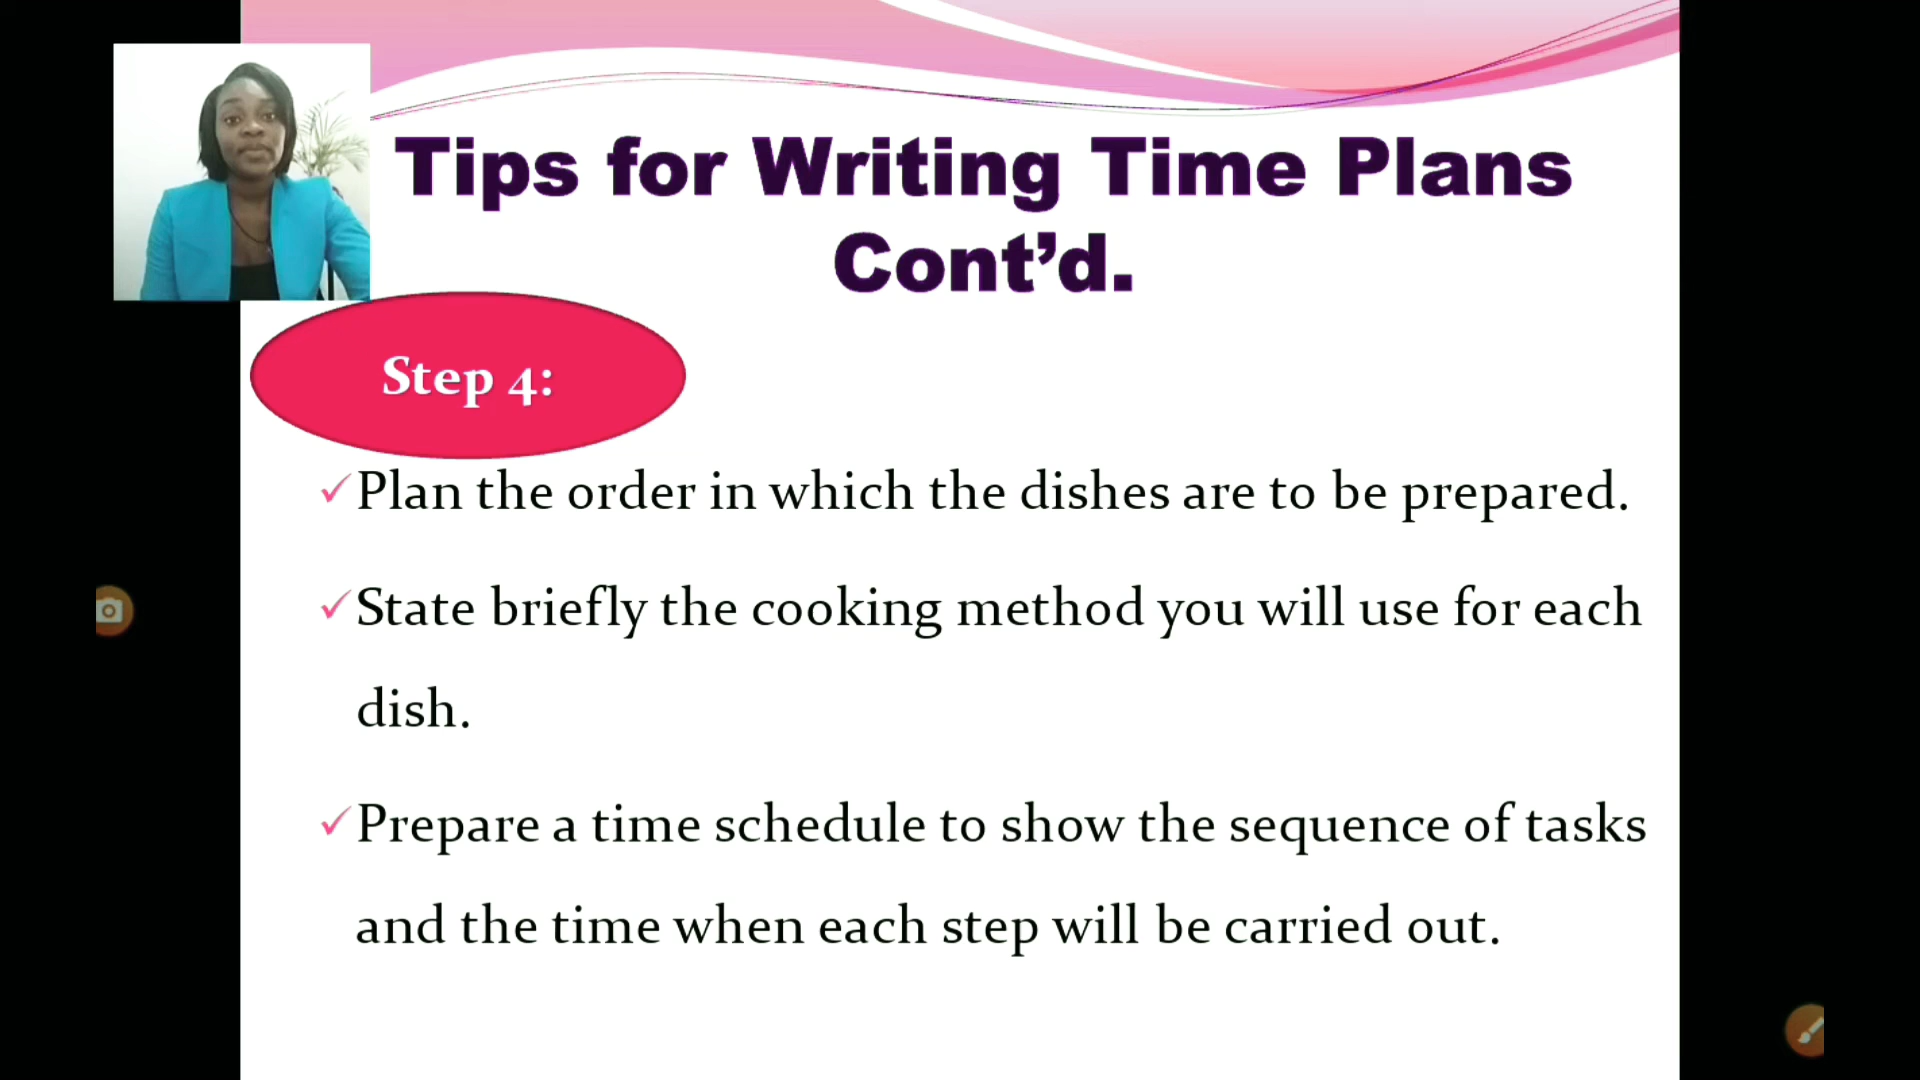 Tips for Writing Time Plans
Cont’d.
Step 4:
Plan the order in which the dishes are to be prepared.
State briefly the cooking method you will use for each
dish.
Prepare a time schedule to show the sequence of tasks
and the time when each step will be carried out.